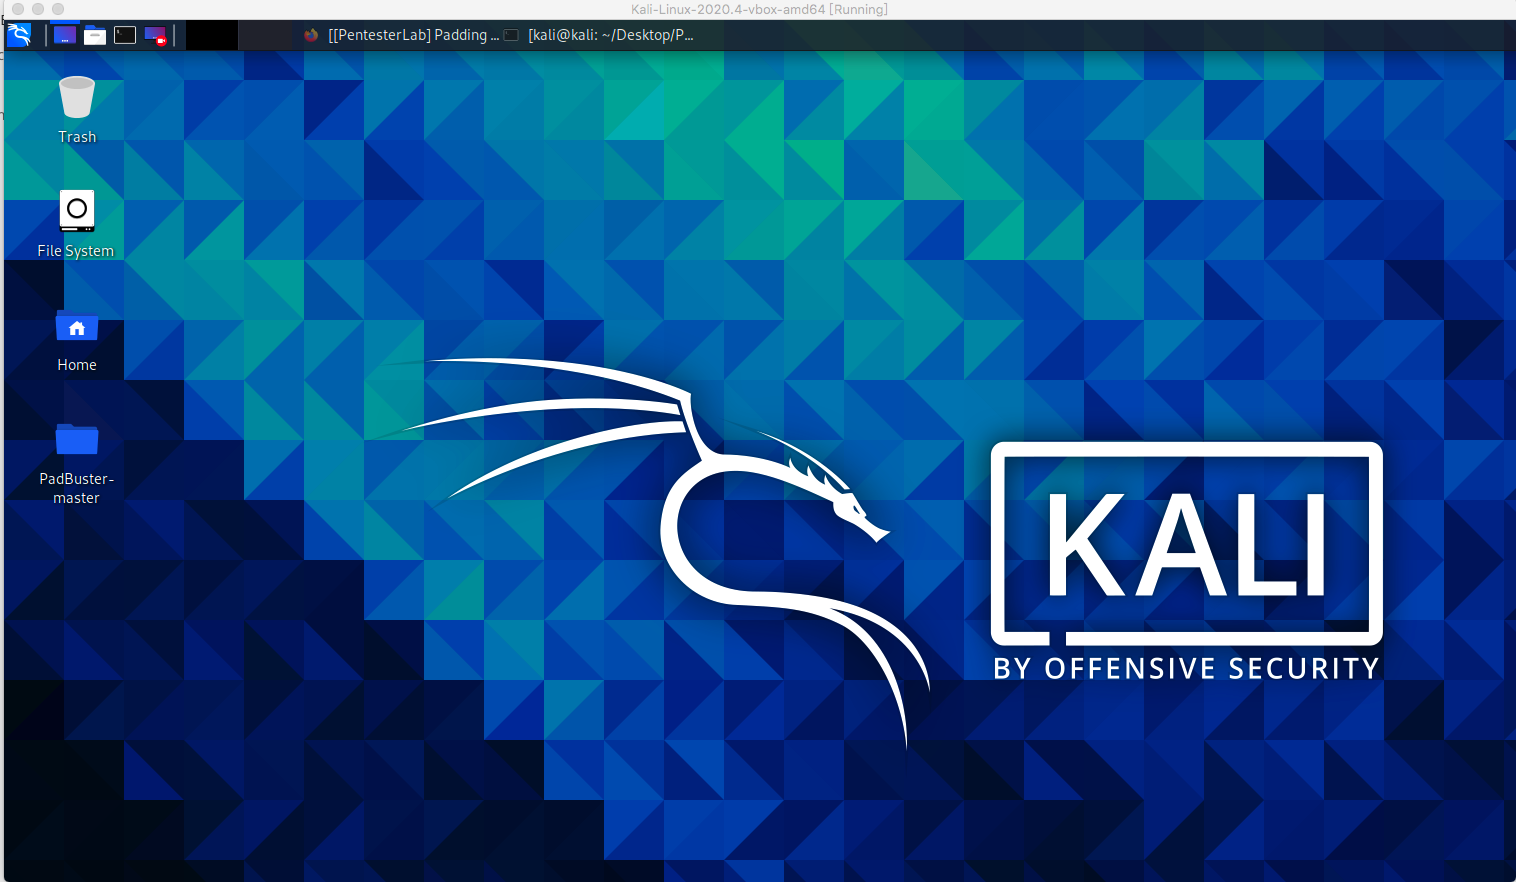 Kali-Linux-2020.4-vbox-amd64 [Running]
[[PentesterLab] Padding ...
[kali@kali: ~/Desktop/P...
Trash
File System
Home
PadBuster-
master
KALI
BY OFFENSIVE SECURITY